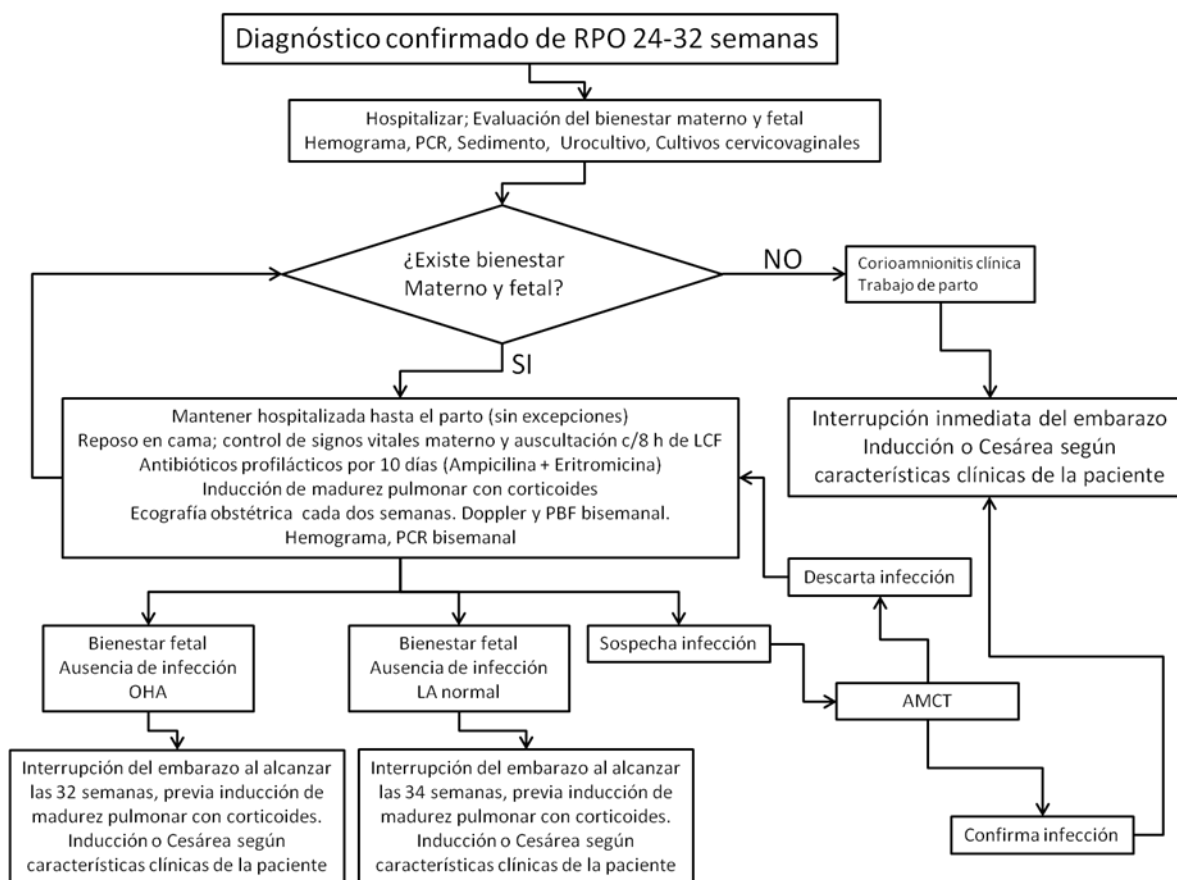 Diagnóstico confirmado de RPO 24-32 semanas
Hospitalizar; Evaluación del bienestar materno y fetal
Hemograma, PCR, Sedimento, Urocultivo, Cultivos cervicovaginales
¿Existe bienestar
Materno y fetal?
NO
Corioamnionitis clínica
Trabajo de parto
SI
Mantener hospitalizada hasta el parto (sin excepciones)
Reposo en cama; control de signos vitales materno y auscultación c/8 h de LCF
Antibióticos profilácticos por 10 días (Ampicilina + Eritromicina)
Inducción de madurez pulmonar con corticoides
Ecografía obstétrica cada dos semanas. Doppler y PBF bisemanal.
Hemograma, PCR bisemanal
Interrupción inmediata del embarazo
Inducción o Cesárea según
características clínicas de la paciente
Descarta infección
Bienestar fetal
Ausencia de infección
OHA
Bienestar fetal
Ausencia de infección
LA normal
Sospecha infección
AMCT
Interrupción del embarazo al alcanzar
las 32 semanas, previa inducción de
madurez pulmonar con corticoides.
Inducción o Cesárea según
características clínicas de la paciente
Interrupción del embarazo al alcanzar
las 34 semanas, previa inducción de
madurez pulmonar con corticoides.
Inducción o Cesárea según
características clínicas de la paciente
Confirma infección